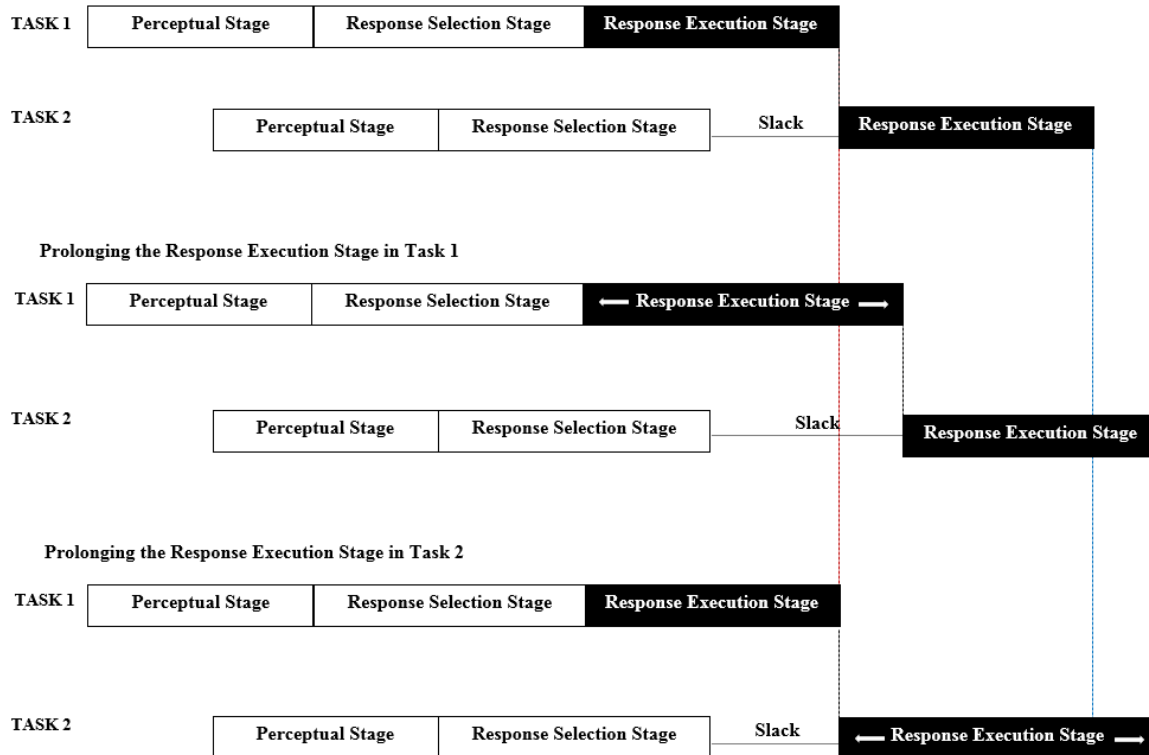 TASK 1 Perceptual Stage Response Selection Stage Response Execution Stage
TASK 2 Perceptual Stage Response Selection Stage Slack Response Execution Stage
Prolonging the Response Execution Stage in Task 1
TASK 1 Perceptual Stage Response Selection Stage Response Execution Stage
TASK 2 Perceptual Stage Response Selection Stage Slack Response Execution Stage
Prolonging the Response Execution Stage in Task 2
TASK 1 Perceptual Stage Response Selection Stage Response Execution Stage
TASK 2 Perceptual Stage Response Selection Stage Slack Response Execution Stage